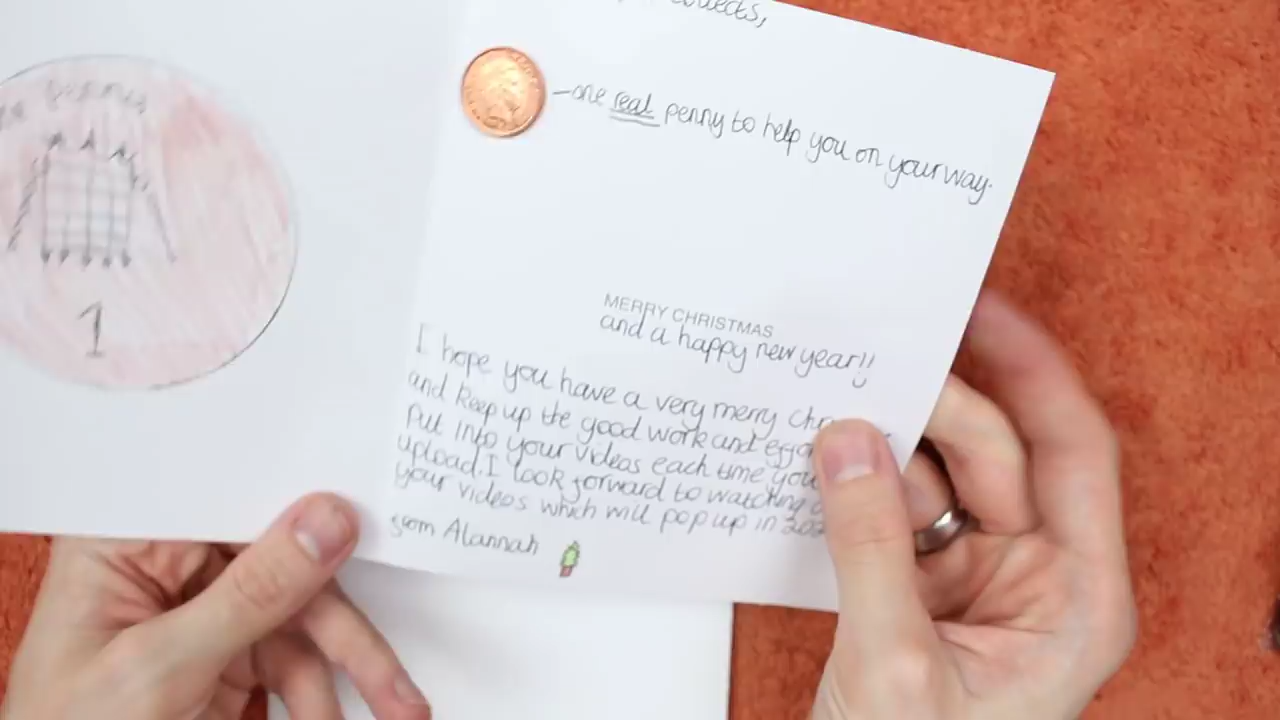 one real penny to help you on your way.
MERRY CHRISTMAS
and a happy new year!!
I hope you have a very merry
and keep up the good work and
put into your videos each time you
upload. I look forward to watching
your videos which will pop up in
from Alannah
1